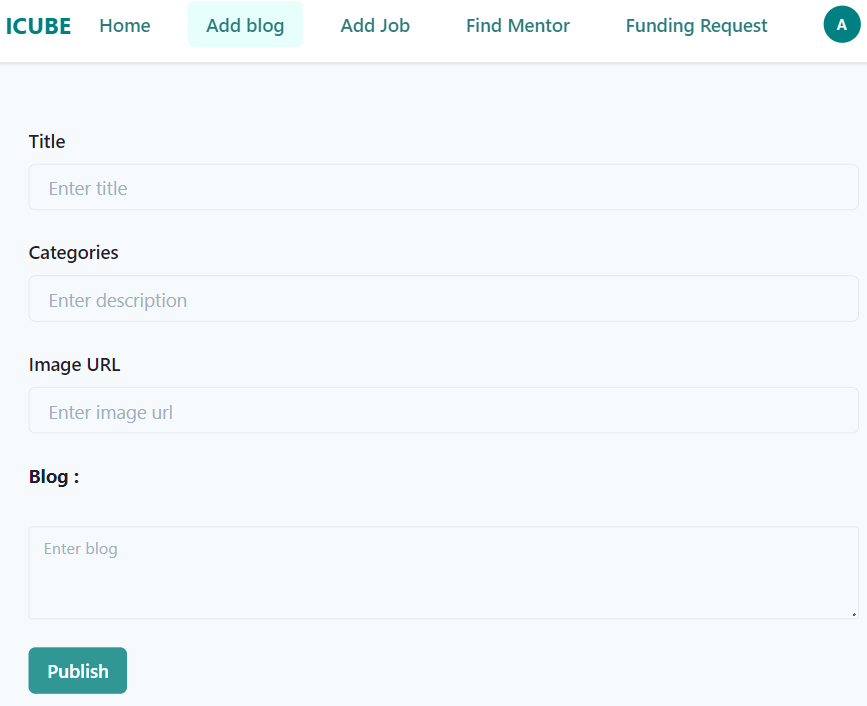 ICUBE Home Add blog Add Job Find Mentor Funding Request A
Title
Enter title
Categories
Enter description
Image URL
Enter image url
Blog :
Enter blog
Publish